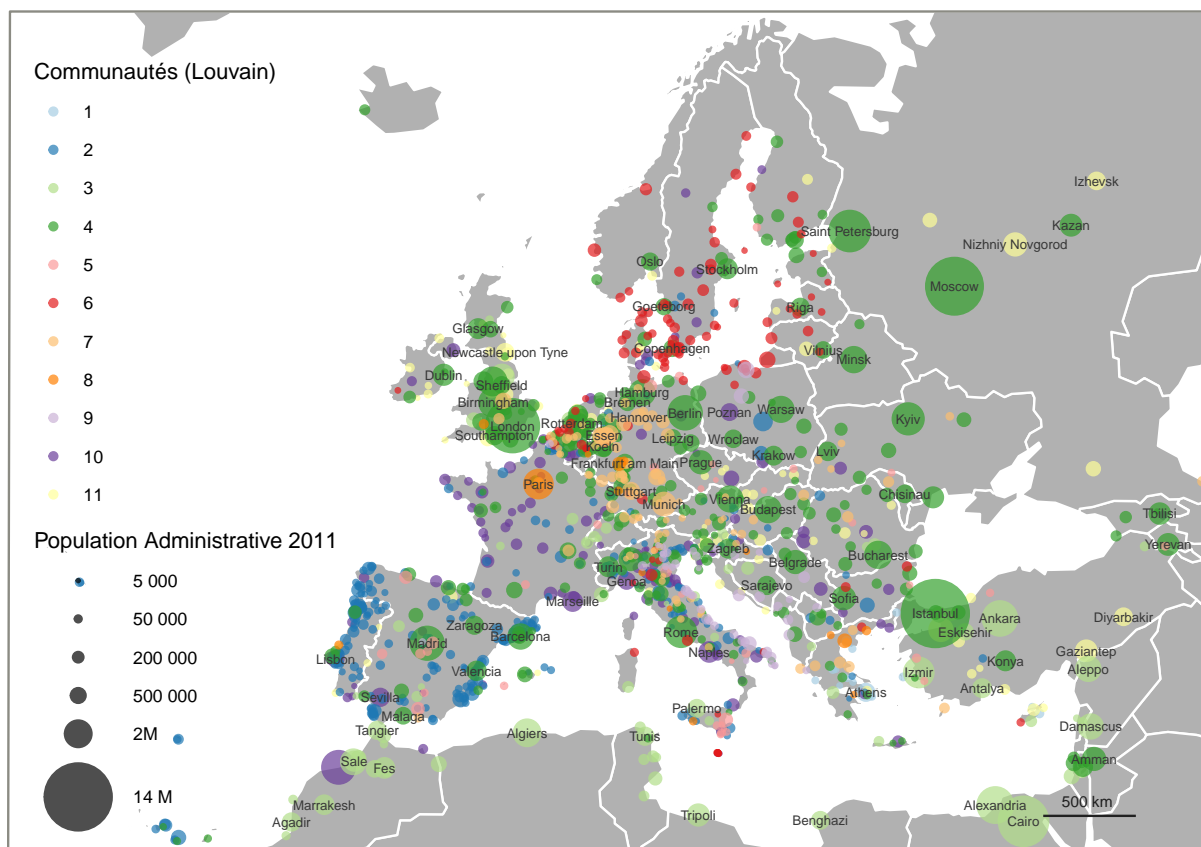 Communautés (Louvain)
1
2
3
4
5
6
7
8
9
10
11
Population Administrative 2011
5 000
50 000
200 000
500 000
2M
14 M
Izhevsk
Kazan
Nizhniy Novgorod
Saint Petersburg
Moscow
Oslo
Stockholm
Goeteborg
Riga
Glasgow
Newcastle upon Tyne
Copenhagen
Vilnius
Minsk
Dublin
Sheffield
Hamburg
Birmingham
Bremen
Berlin
Poznan
Warsaw
London
Rotterdam
Hannover
Kyiv
Southampton
Essen
Leipzig
Wroclaw
Koeln
Krakow
Lviv
Frankfurt am Main
Prague
Paris
Stuttgart
Munich
Vienna
Budapest
Chisinau
Tbilisi
Zagreb
Yerevan
Turin
Belgrade
Bucharest
Genoa
Sarajevo
Marseille
Sofia
Istanbul
Ankara
Diyarbakir
Zaragoza
Barcelona
Rome
Eskisehir
Madrid
Naples
Gaziantep
Lisbon
Valencia
Izmir
Konya
Aleppo
Sevilla
Athens
Antalya
Malaga
Palermo
Tangier
Algiers
Tunis
Damascus
Sale
Fes
Amman
Marrakesh
Agadir
Tripoli
Benghazi
Alexandria
500 km
Cairo